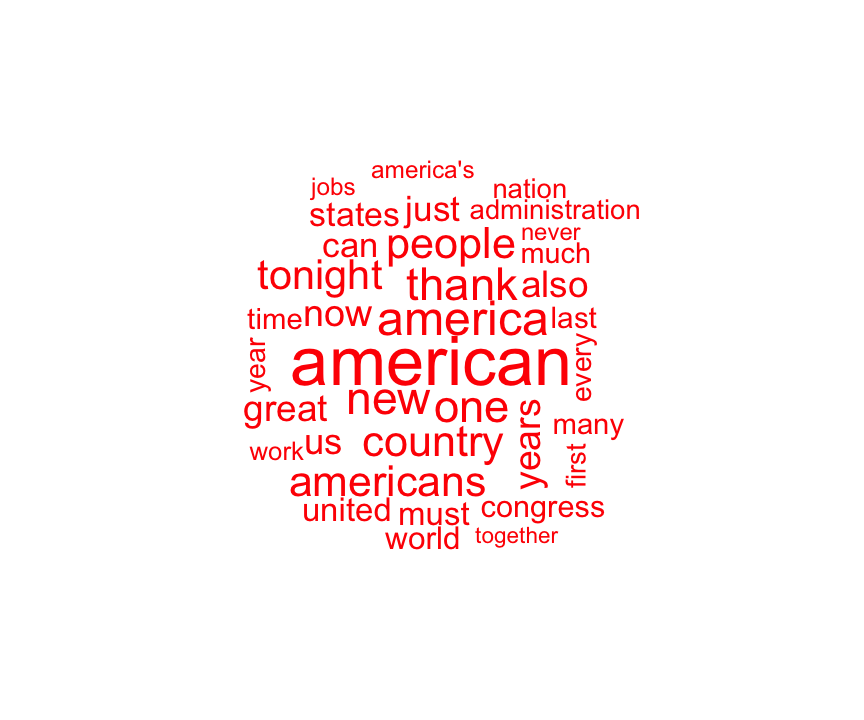 america's
jobs
nation
states
just
administration
can
people
never
much
tonight
thank
also
time
now
america
last
year
american
every
great
new
one
years
many
work
us
country
first
americans
united
must
congress
world
together